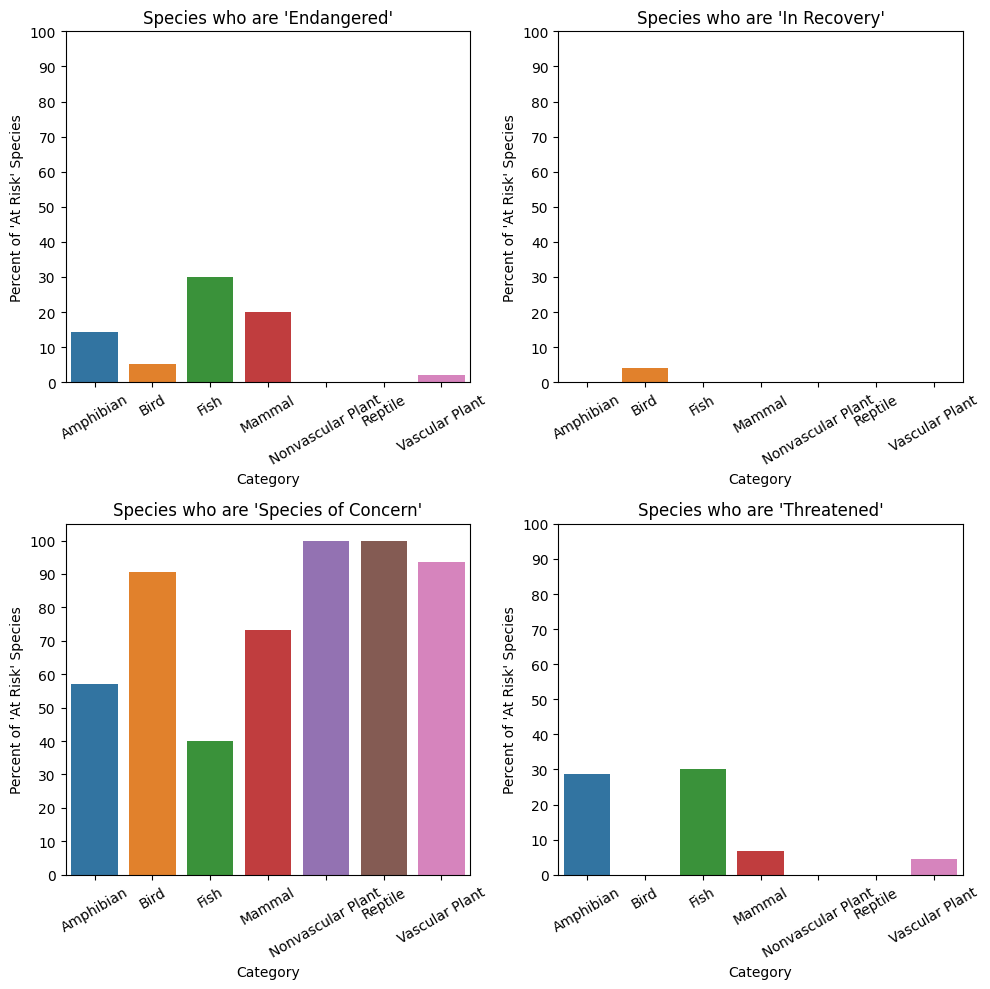 Species who are 'Endangered'
100
90
80
70
60
50
40
30
20
10
0
Percent of 'At Risk' Species
Amphibian
Bird
Fish
Mammal
Nonvascular Plant
Reptile
Vascular Plant
Category
Species who are 'In Recovery'
100
90
80
70
60
50
40
30
20
10
0
Percent of 'At Risk' Species
Amphibian
Bird
Fish
Mammal
Nonvascular Plant
Reptile
Vascular Plant
Category
Species who are 'Species of Concern'
100
90
80
70
60
50
40
30
20
10
0
Percent of 'At Risk' Species
Amphibian
Bird
Fish
Mammal
Nonvascular Plant
Reptile
Vascular Plant
Category
Species who are 'Threatened'
100
90
80
70
60
50
40
30
20
10
0
Percent of 'At Risk' Species
Amphibian
Bird
Fish
Mammal
Nonvascular Plant
Reptile
Vascular Plant
Category